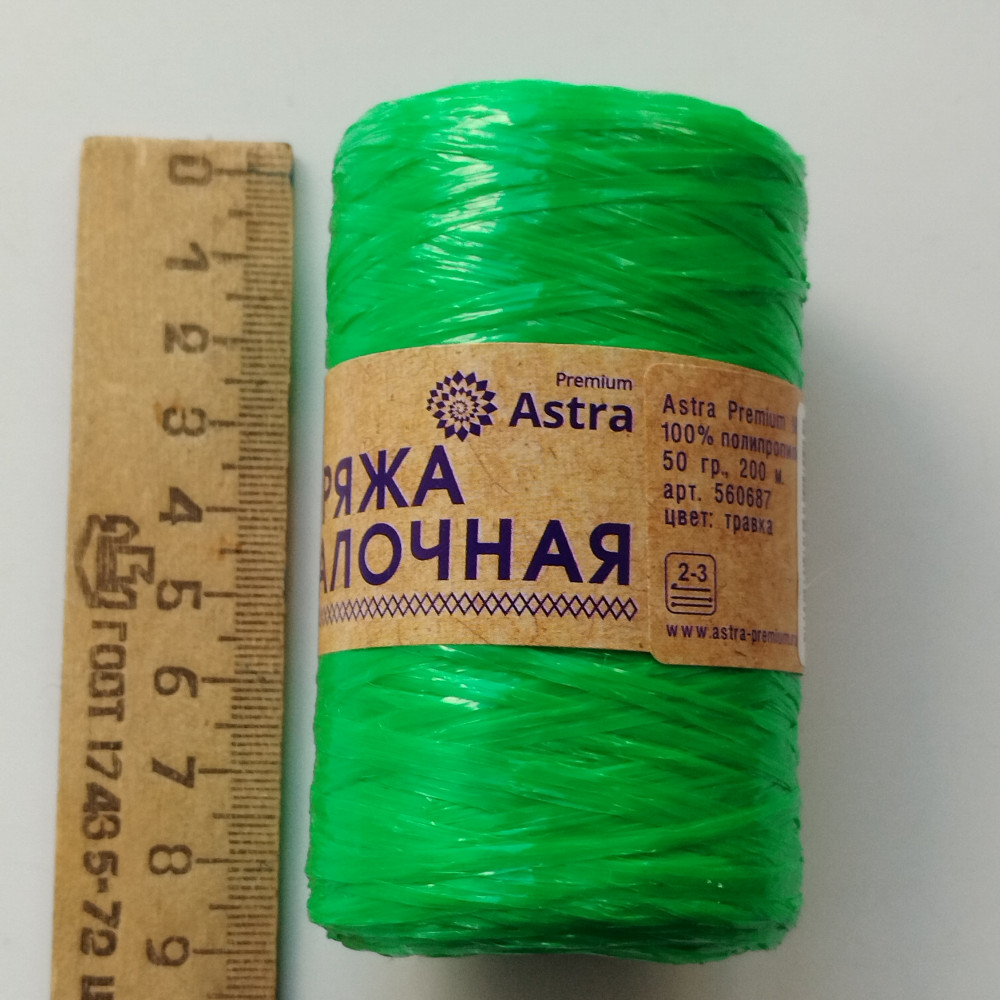 0
1
2
3
4
5
6
7
8
9
ГОСТ 17435-72
Premium
Astra
РЯЖА
АЛОЧНАЯ
Astra Premium
100% полипропи
50 гр., 200 м.
арт. 560687
цвет: травка
2-3
www.astra-premium